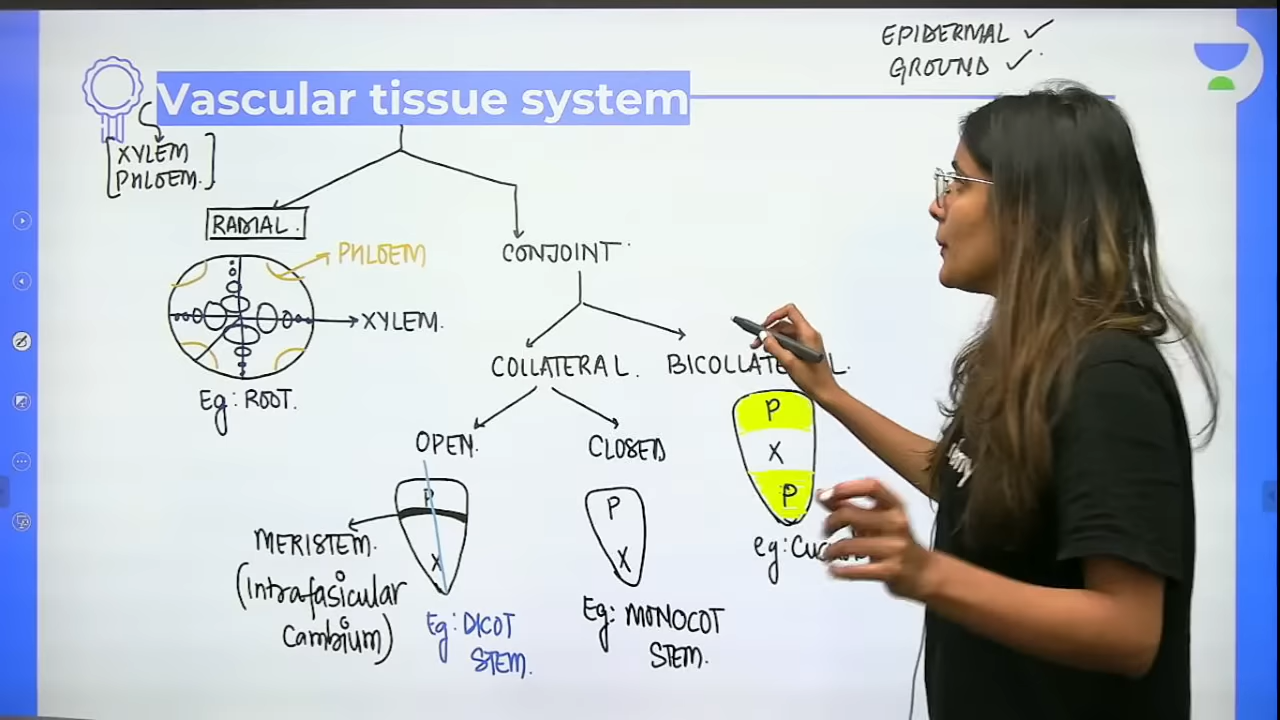 EPIDERMAL ✓
GROUND ✓
Vascular tissue system
[XYLEM
PHLOEM.]
RADIAL.
PHLOEM
CONJOINT
XYLEM.
COLLATERAL.
Eg: ROOT.
OPEN.
CLOSED
P
X
P
P
X
P
X
MERISTEM.
(Intrafasicular
Cambium)
Eg: DICOT
STEM.
Eg: MONOCOT
STEM.
eg: